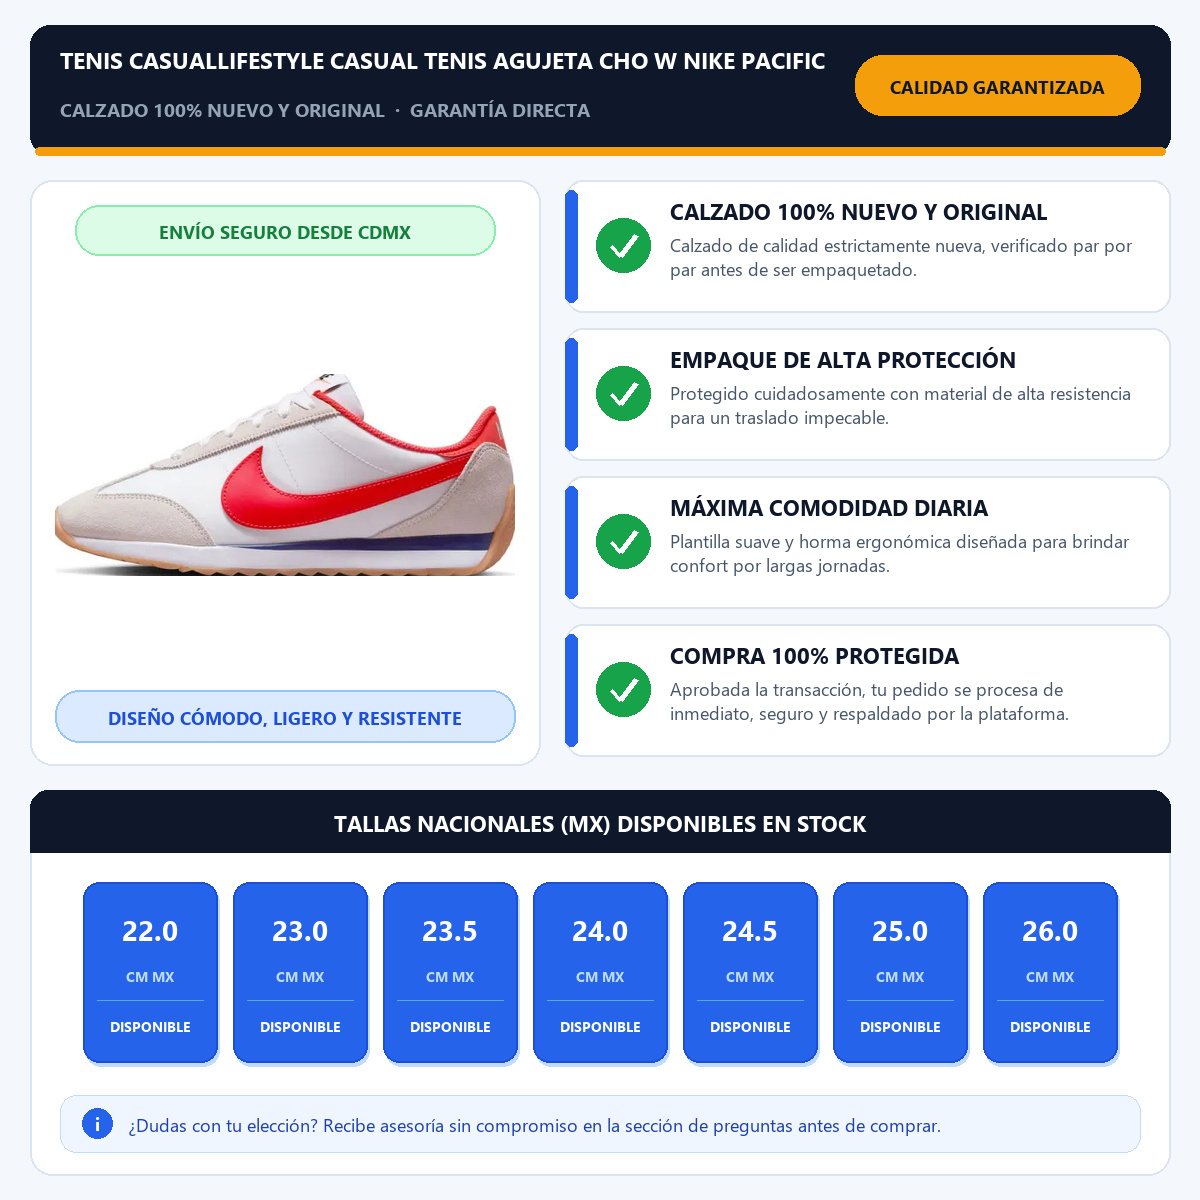 TENIS CASUALLIFESTYLE CASUAL TENIS AGUJETA CHO W NIKE PACIFIC
CALZADO 100% NUEVO Y ORIGINAL · GARANTÍA DIRECTA
CALIDAD GARANTIZADA
ENVÍO SEGURO DESDE CDMX
DISEÑO CÓMODO, LIGERO Y RESISTENTE
CALZADO 100% NUEVO Y ORIGINAL
Calzado de calidad estrictamente nueva, verificado par por
par antes de ser empaquetado.
EMPAQUE DE ALTA PROTECCIÓN
Protegido cuidadosamente con material de alta resistencia
para un traslado impecable.
MÁXIMA COMODIDAD DIARIA
Plantilla suave y horma ergonómica diseñada para brindar
confort por largas jornadas.
COMPRA 100% PROTEGIDA
Aprobada la transacción, tu pedido se procesa de
inmediato, seguro y respaldado por la plataforma.
TALLAS NACIONALES (MX) DISPONIBLES EN STOCK
22.0
CM MX
DISPONIBLE
23.0
CM MX
DISPONIBLE
23.5
CM MX
DISPONIBLE
24.0
CM MX
DISPONIBLE
24.5
CM MX
DISPONIBLE
25.0
CM MX
DISPONIBLE
26.0
CM MX
DISPONIBLE
¿Dudas con tu elección? Recibe asesoría sin compromiso en la sección de preguntas antes de comprar.